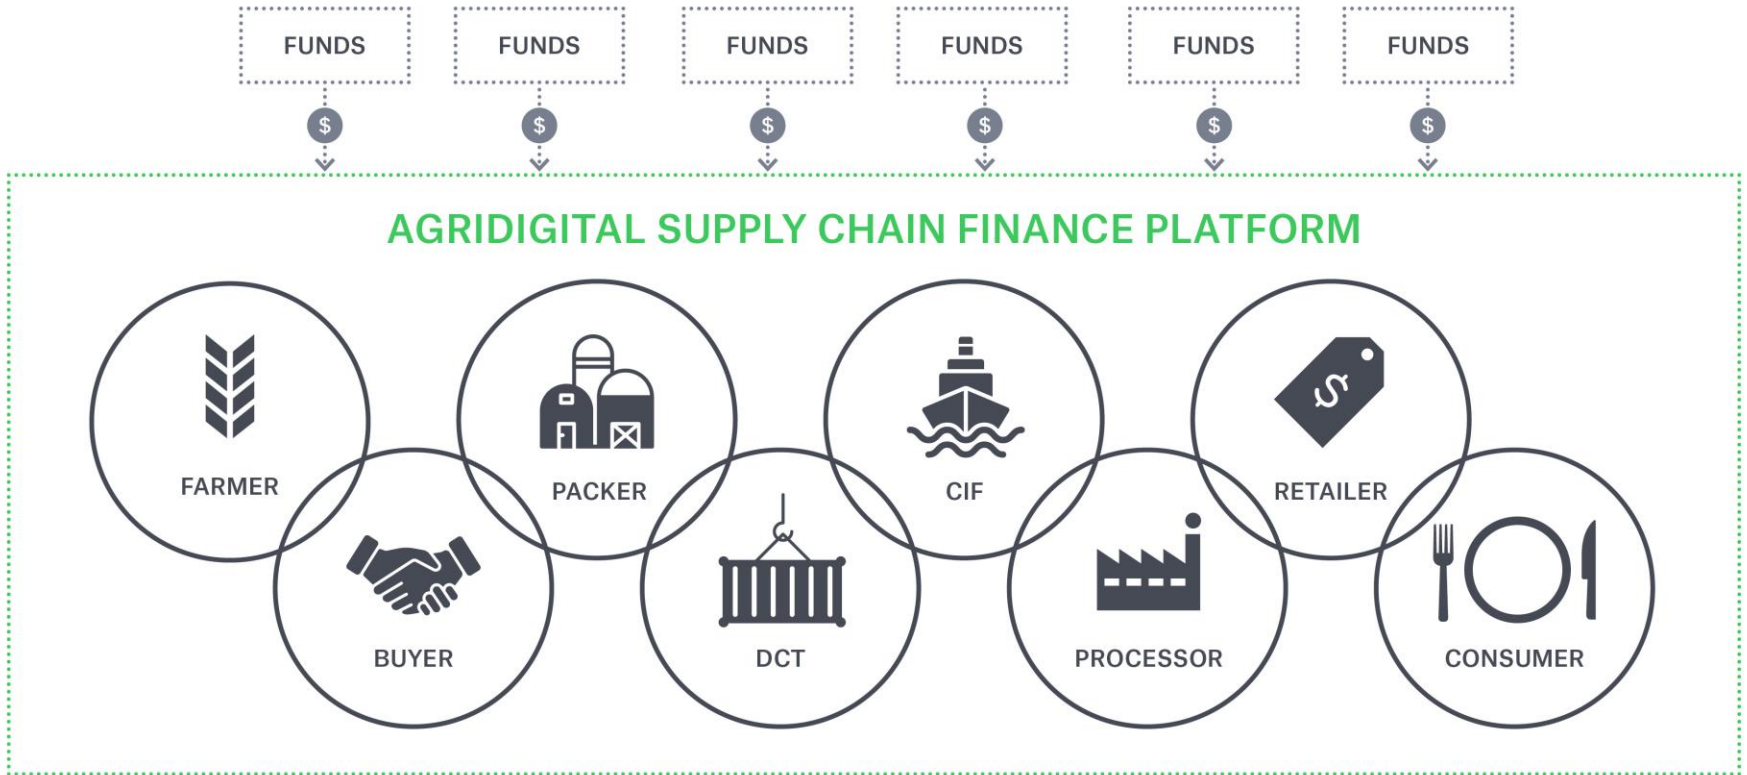 FUNDS
FUNDS
FUNDS
FUNDS
FUNDS
FUNDS
$
$
$
$
$
$
AGRIDIGITAL SUPPLY CHAIN FINANCE PLATFORM
$
FARMER
PACKER
CIF
RETAILER
BUYER
DCT
PROCESSOR
CONSUMER